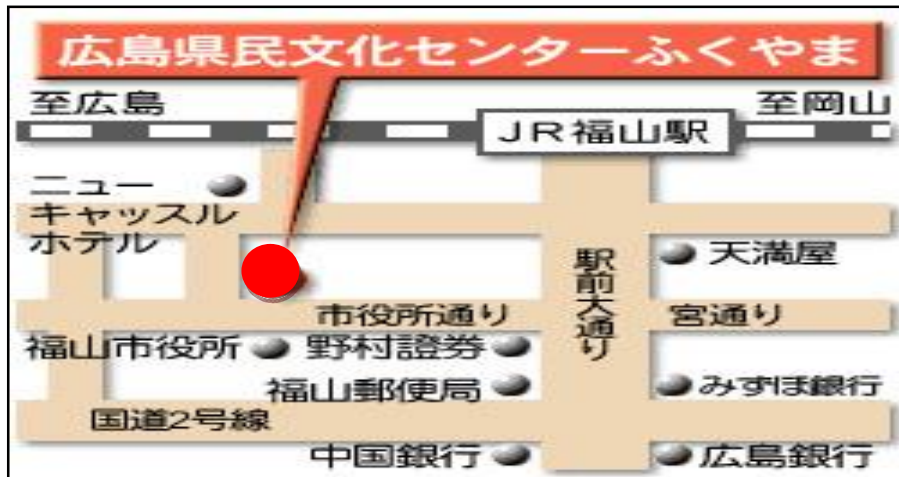 広島県民文化センターふくやま
至広島
至岡山
JR福山駅
ニュー
キャッスル
ホテル
天満屋
駅前大通り
市役所通り
宮通り
福山市役所
野村證券
福山郵便局
みずほ銀行
国道2号線
中国銀行
広島銀行